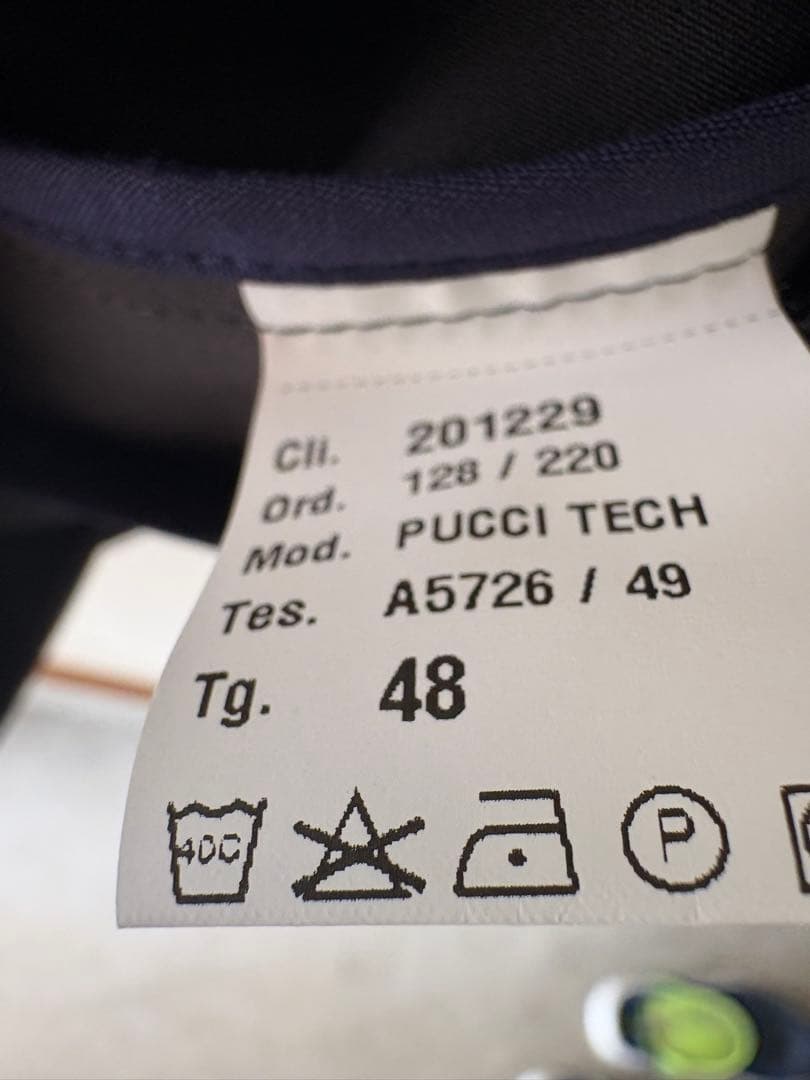 Cli. 201229
Ord. 128 / 220
Mod. PUCCI TECH
Tes. A5726 / 49
Tg. 48
40C P